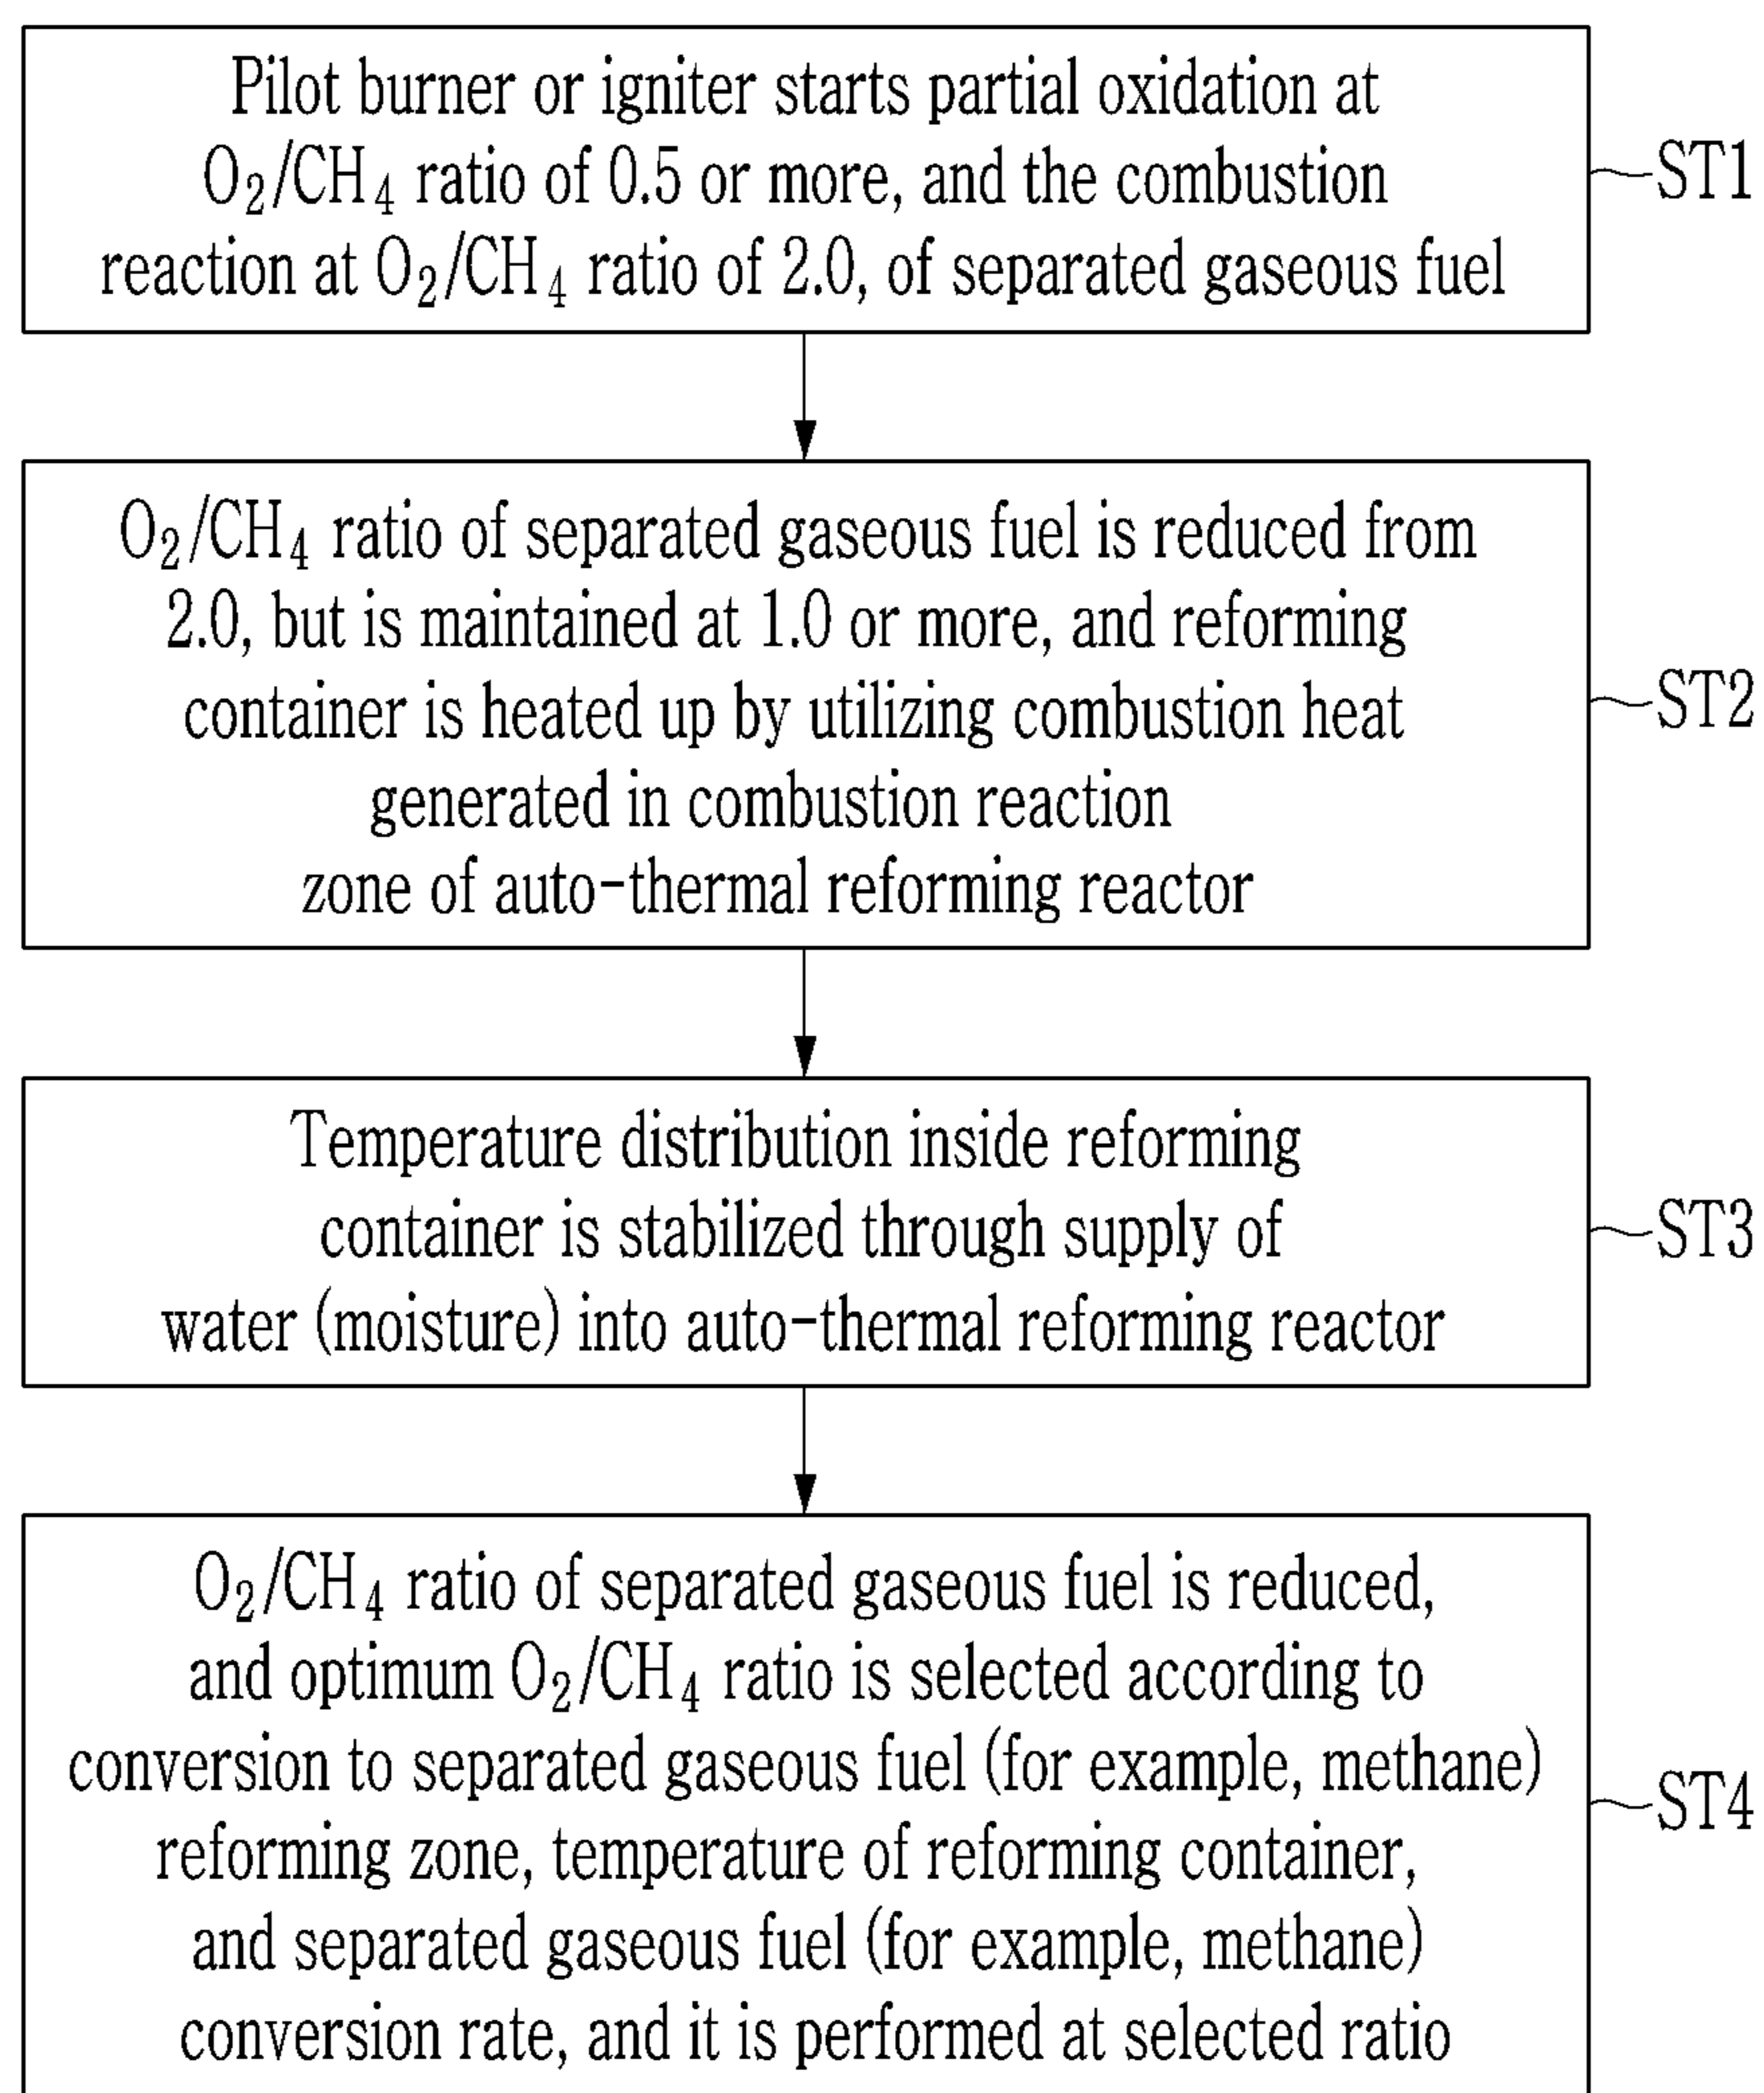 Pilot burner or igniter starts partial oxidation at
O₂/CH₄ ratio of 0.5 or more, and the combustion
reaction at O₂/CH₄ ratio of 2.0, of separated gaseous fuel
ST1
O₂/CH₄ ratio of separated gaseous fuel is reduced from
2.0, but is maintained at 1.0 or more, and reforming
container is heated up by utilizing combustion heat
generated in combustion reaction
zone of auto-thermal reforming reactor
ST2
Temperature distribution inside reforming
container is stabilized through supply of
water (moisture) into auto-thermal reforming reactor
ST3
O₂/CH₄ ratio of separated gaseous fuel is reduced,
and optimum O₂/CH₄ ratio is selected according to
conversion to separated gaseous fuel (for example, methane)
reforming zone, temperature of reforming container,
and separated gaseous fuel (for example, methane)
conversion rate, and it is performed at selected ratio
ST4